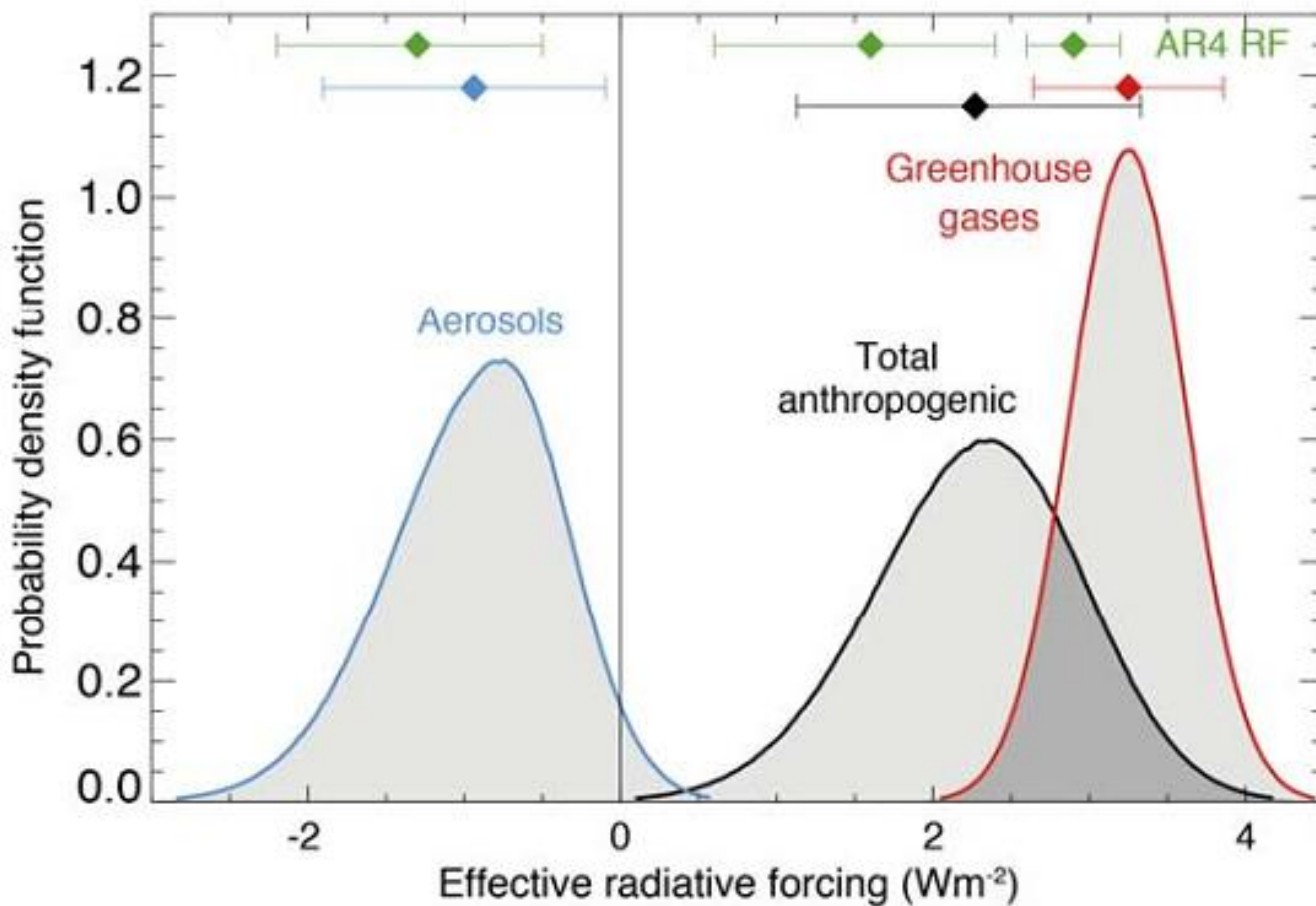 AR4 RF
Greenhouse
gases
Aerosols
Total
anthropogenic
Probability density function
1.2
1.0
0.8
0.6
0.4
0.2
0.0
-2
0
2
4
Effective radiative forcing (Wm⁻²)